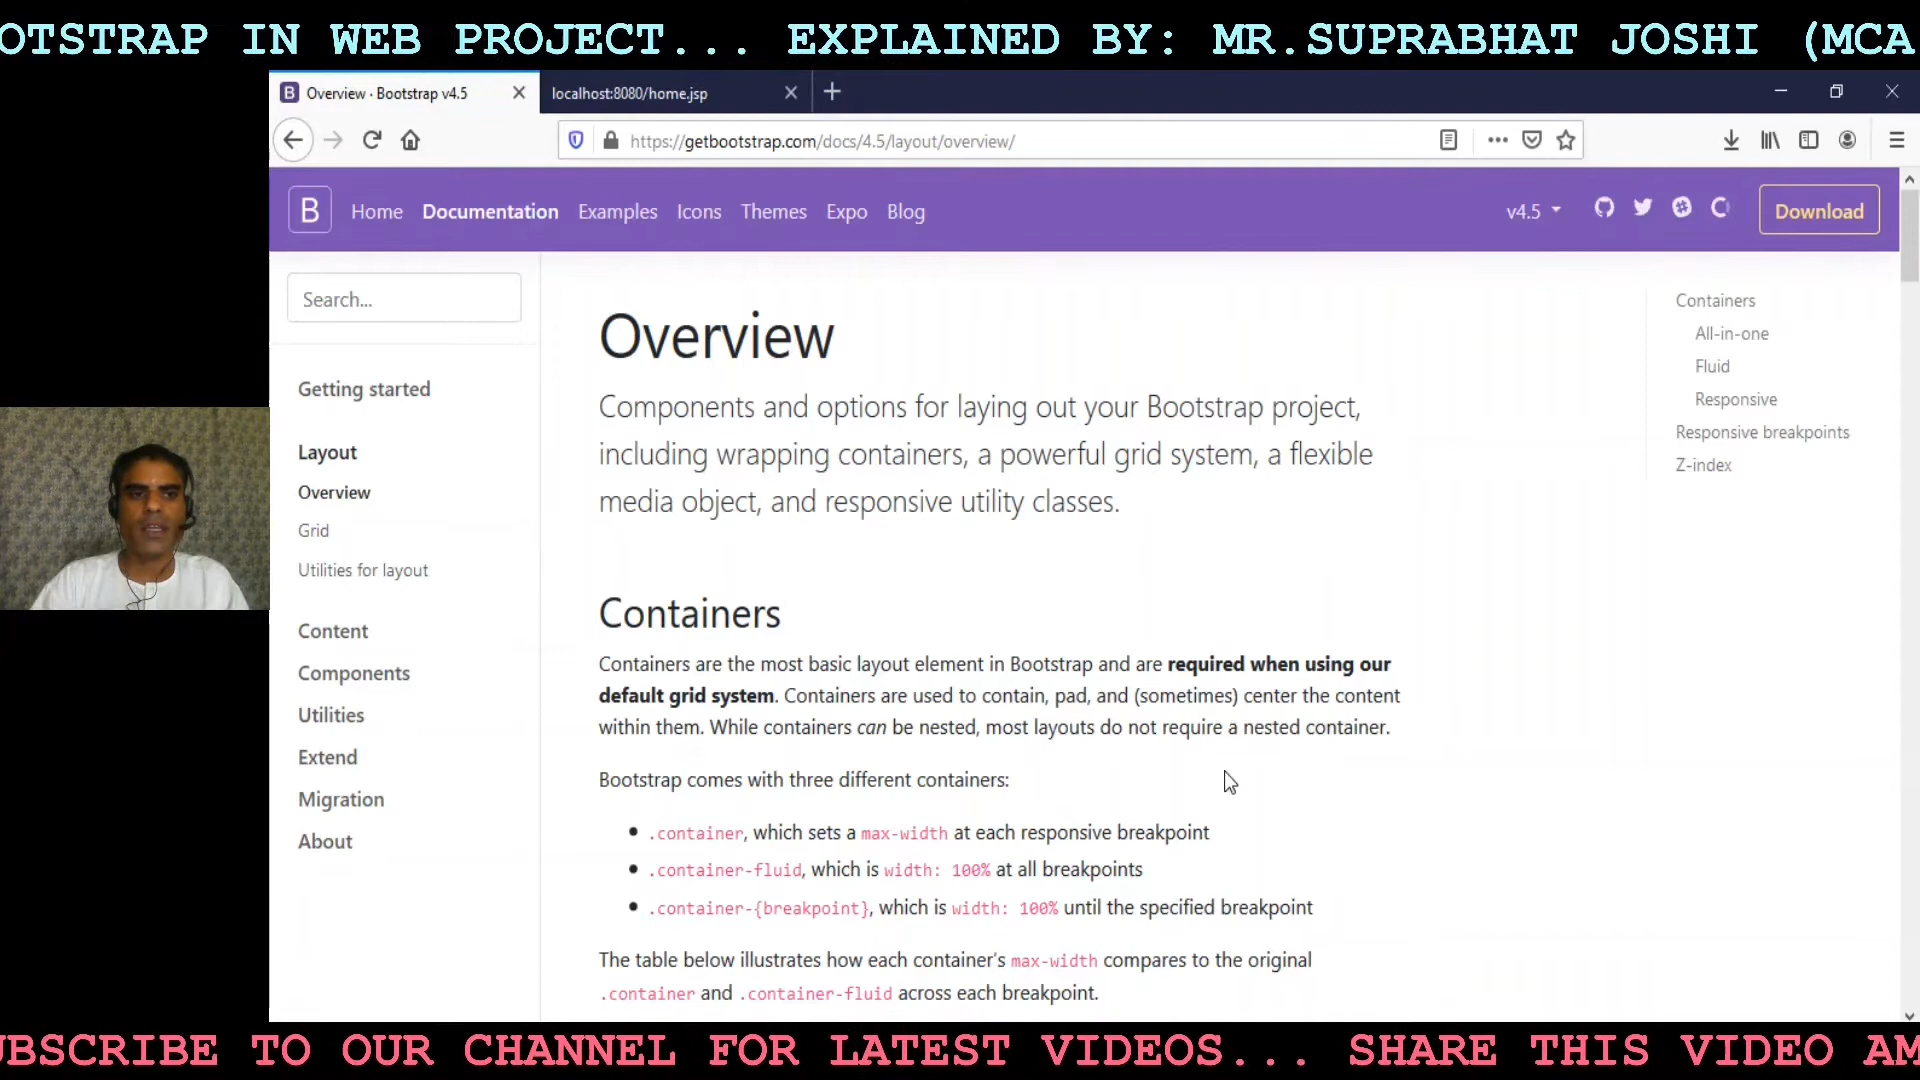 OTSTRAP IN WEB PROJECT... EXPLAINED BY: MR.SUPRABHAT JOSHI (MCA
Overview · Bootstrap v4.5
localhost:8080/home.jsp
https://getbootstrap.com/docs/4.5/layout/overview/
B Home Documentation Examples Icons Themes Expo Blog v4.5 Download
Search...
Getting started
Layout
Overview
Grid
Utilities for layout
Content
Components
Utilities
Extend
Migration
About
Overview
Components and options for laying out your Bootstrap project,
including wrapping containers, a powerful grid system, a flexible
media object, and responsive utility classes.
Containers
Containers are the most basic layout element in Bootstrap and are required when using our
default grid system. Containers are used to contain, pad, and (sometimes) center the content
within them. While containers can be nested, most layouts do not require a nested container.
Bootstrap comes with three different containers:
• .container, which sets a max-width at each responsive breakpoint
• .container-fluid, which is width: 100% at all breakpoints
• .container-{breakpoint}, which is width: 100% until the specified breakpoint
The table below illustrates how each container's max-width compares to the original
.container and .container-fluid across each breakpoint.
Containers
All-in-one
Fluid
Responsive
Responsive breakpoints
Z-index
UBSCRIBE TO OUR CHANNEL FOR LATEST VIDEOS... SHARE THIS VIDEO AM